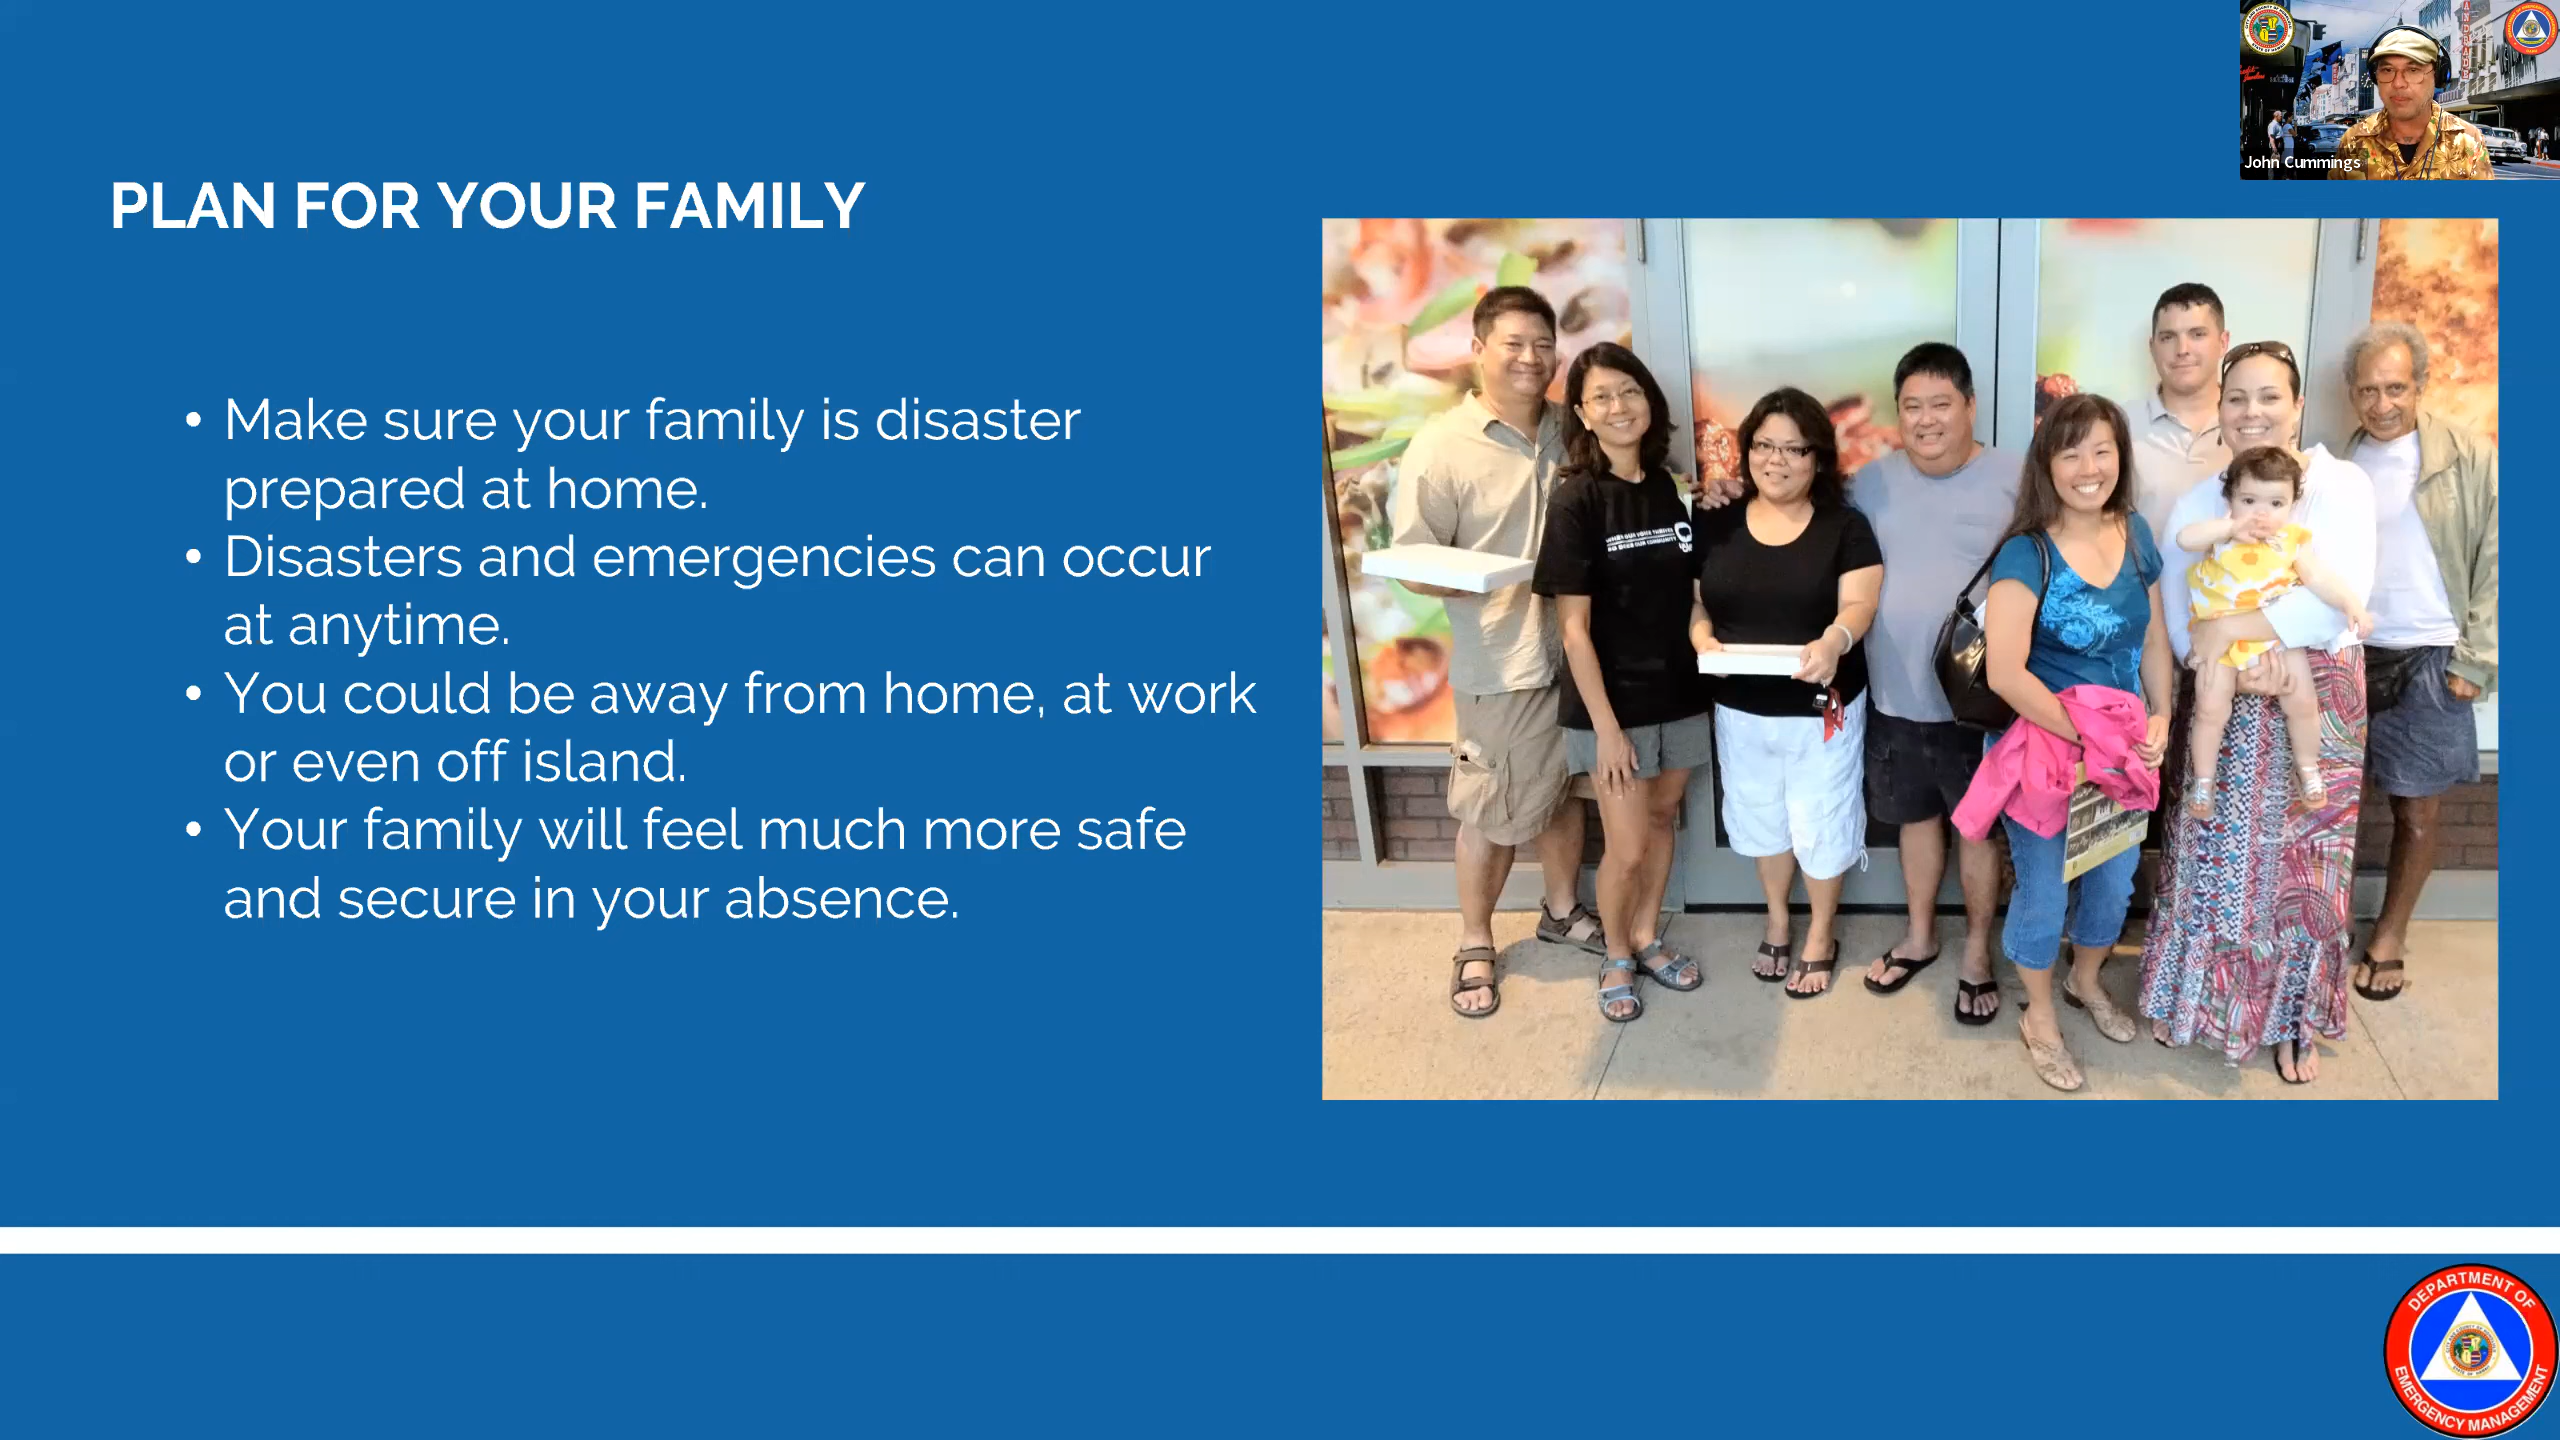 John Cummings
PLAN FOR YOUR FAMILY
• Make sure your family is disaster
prepared at home.
• Disasters and emergencies can occur
at anytime.
• You could be away from home, at work
or even off island.
• Your family will feel much more safe
and secure in your absence.
DEPARTMENT OF
EMERGENCY MANAGEMENT